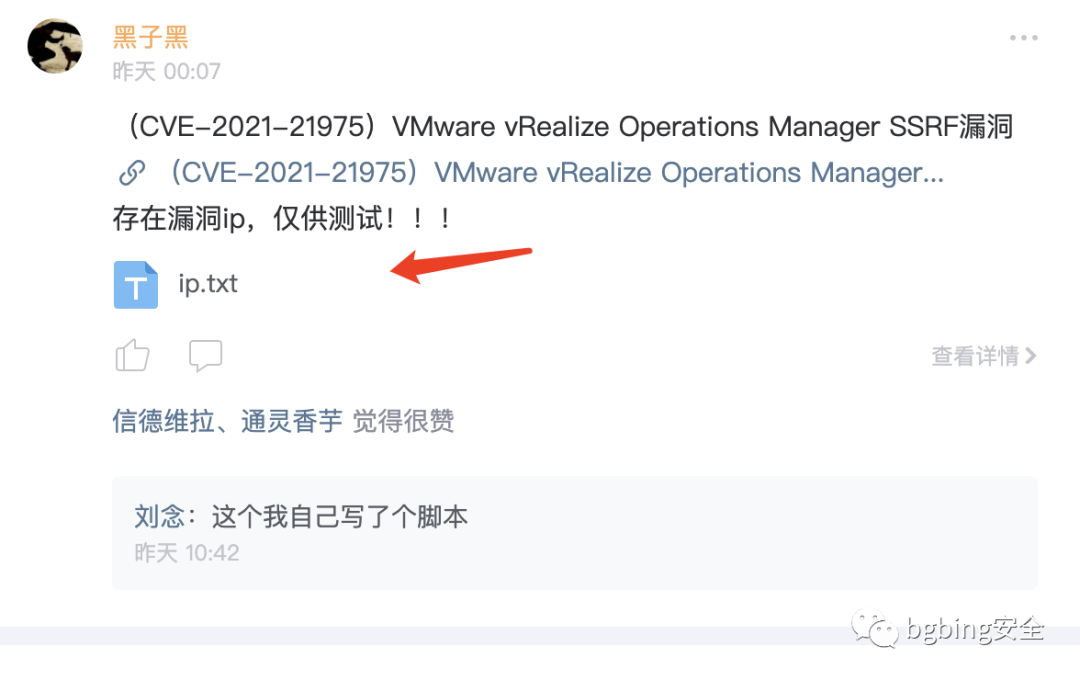 黑子黑
昨天 00:07
（CVE-2021-21975）VMware vRealize Operations Manager SSRF漏洞
（CVE-2021-21975）VMware vRealize Operations Manager...
存在漏洞ip，仅供测试！！！
T ip.txt
查看详情
信德维拉、通灵香芋 觉得很赞
刘念：这个我自己写了个脚本
昨天 10:42
bgbing安全